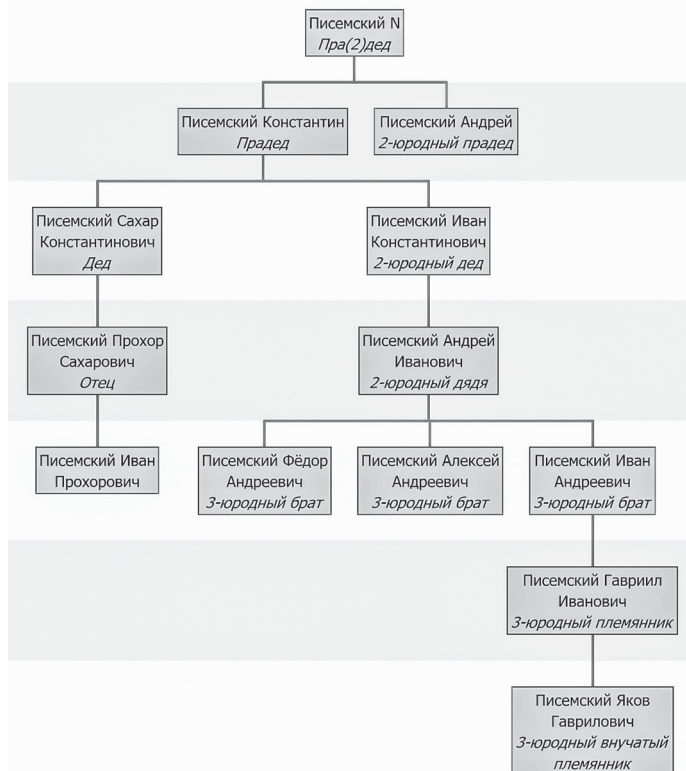 Писемский N
Пра(2)дед
Писемский Константин
Прадед
Писемский Андрей
2-юродный прадед
Писемский Сахар
Константинович
Дед
Писемский Иван
Константинович
2-юродный дед
Писемский Прохор
Сахарович
Отец
Писемский Андрей
Иванович
2-юродный дядя
Писемский Иван
Прохорович
Писемский Фёдор
Андреевич
3-юродный брат
Писемский Алексей
Андреевич
3-юродный брат
Писемский Иван
Андреевич
3-юродный брат
Писемский Гавриил
Иванович
3-юродный племянник
Писемский Яков
Гаврилович
3-юродный внучатый
племянник